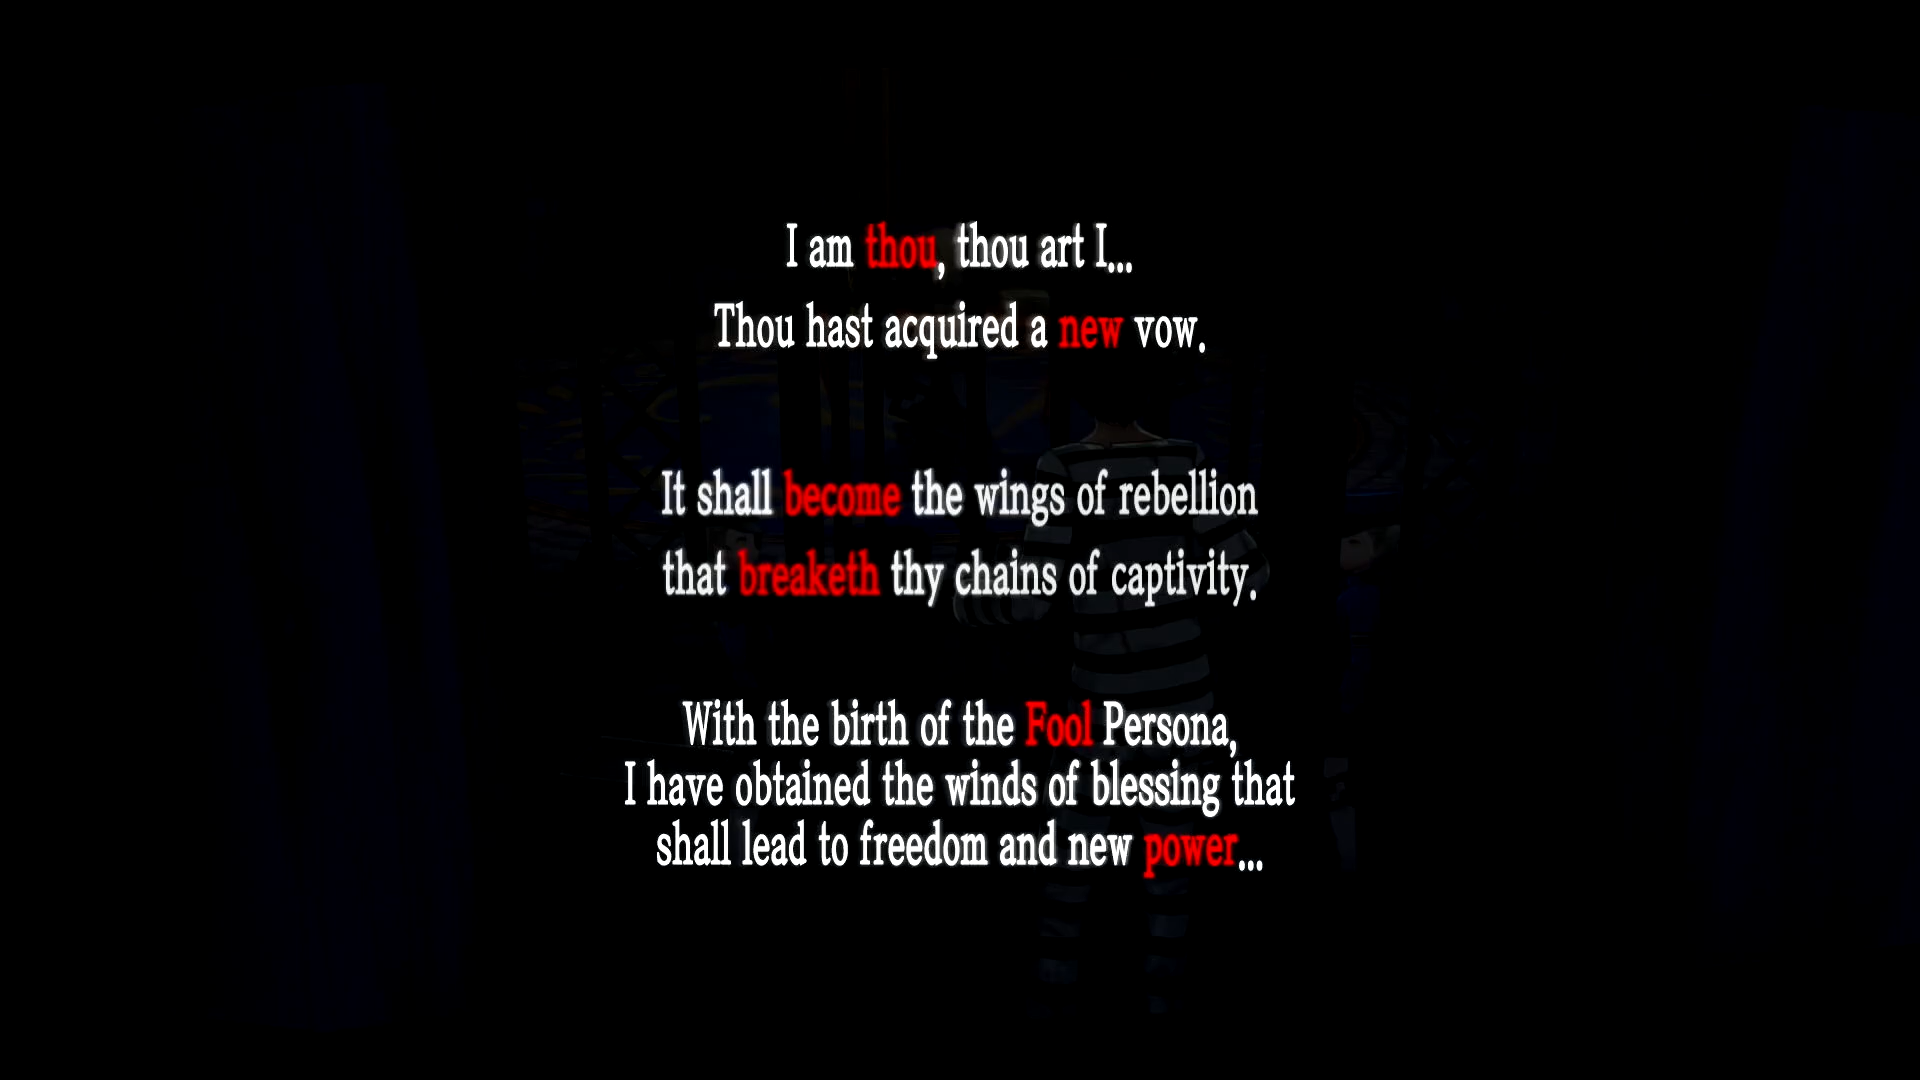 I am thou, thou art I...
Thou hast acquired a new vow.
It shall become the wings of rebellion
that breaketh thy chains of captivity.
With the birth of the Fool Persona,
I have obtained the winds of blessing that
shall lead to freedom and new power...